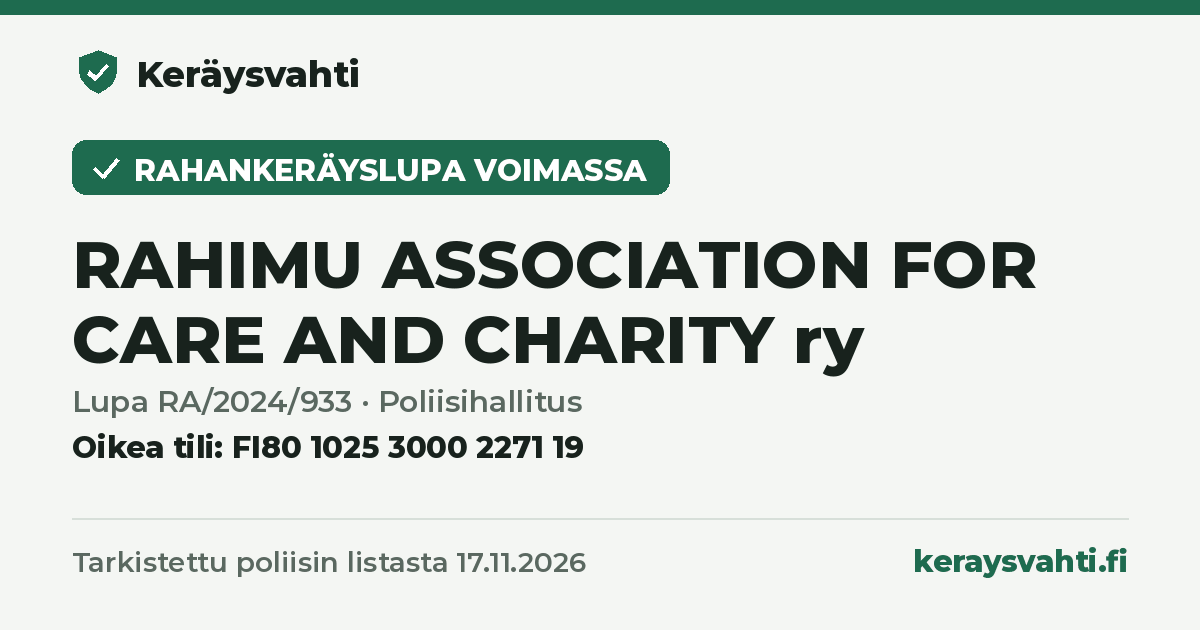 Keräysvahti
RAHANKERÄYSLUPA VOIMASSA
RAHIMU ASSOCIATION FOR
CARE AND CHARITY ry
Lupa RA/2024/933 · Poliisihallitus
Oikea tili: FI80 1025 3000 2271 19
Tarkistettu poliisin listasta 17.11.2026
keraysvahti.fi